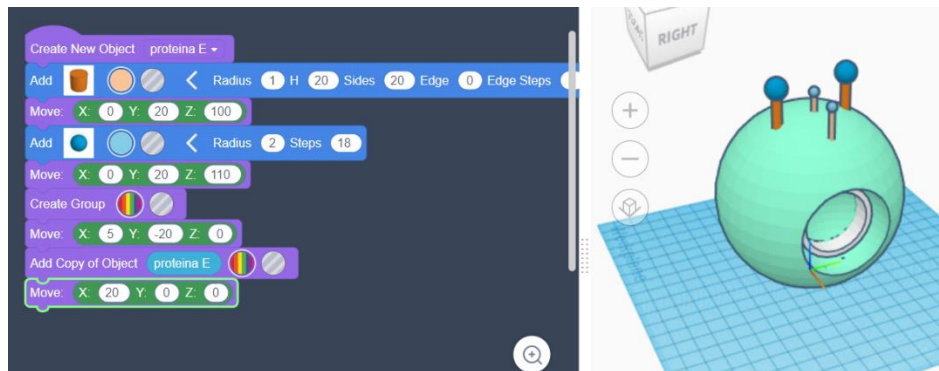 Create New Object proteina E
Add Radius 1 H 20 Sides 20 Edge 0 Edge Steps
Move: X: 0 Y: 20 Z: 100
Add Radius 2 Steps 18
Move: X: 0 Y: 20 Z: 110
Create Group
Move: X: 5 Y: -20 Z: 0
Add Copy of Object proteina E
Move: X: 20 Y: 0 Z: 0
RIGHT